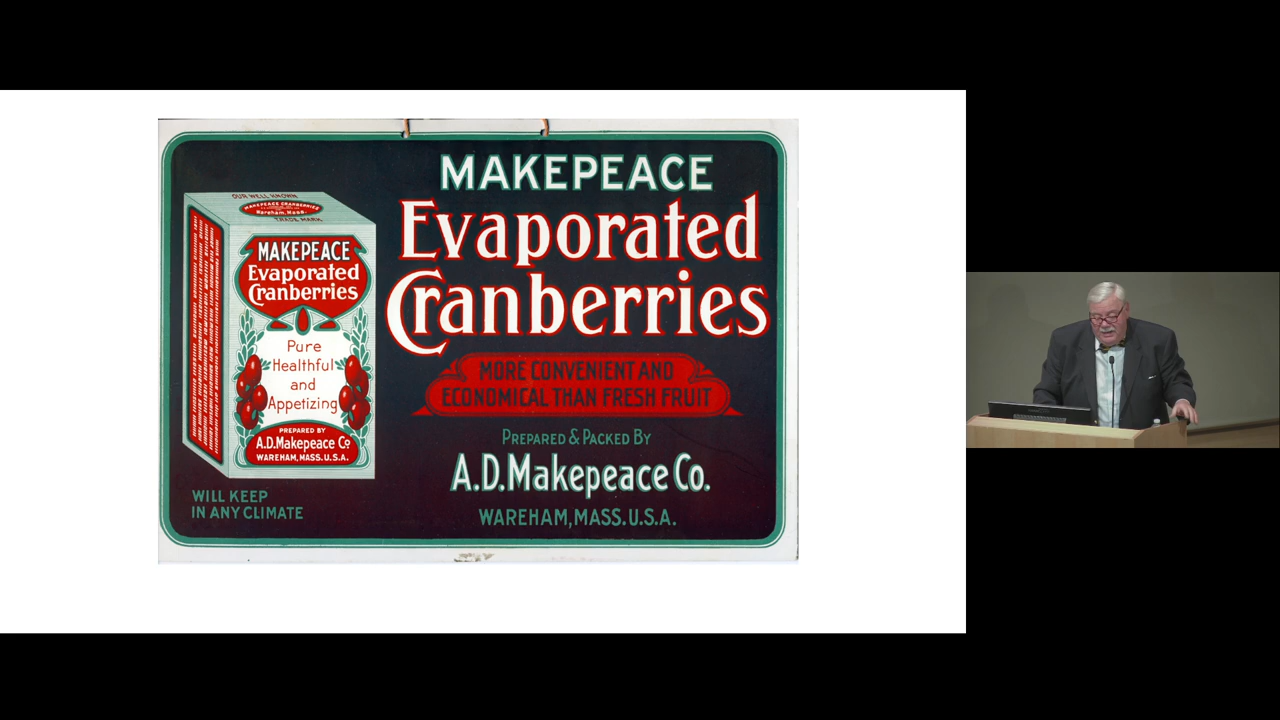 MAKEPEACE
Evaporated
Cranberries
MORE CONVENIENT AND
ECONOMICAL THAN FRESH FRUIT
PREPARED & PACKED BY
A.D. Makepeace Co.
WAREHAM, MASS. U.S.A.
OUR WELL KNOWN
MAKEPEACE CRANBERRIES
Wareham, Mass.
TRADE MARK
MAKEPEACE
Evaporated
Cranberries
Pure
Healthful
and
Appetizing
PREPARED BY
A.D. Makepeace Co
WAREHAM, MASS. U.S.A.
WILL KEEP
IN ANY CLIMATE